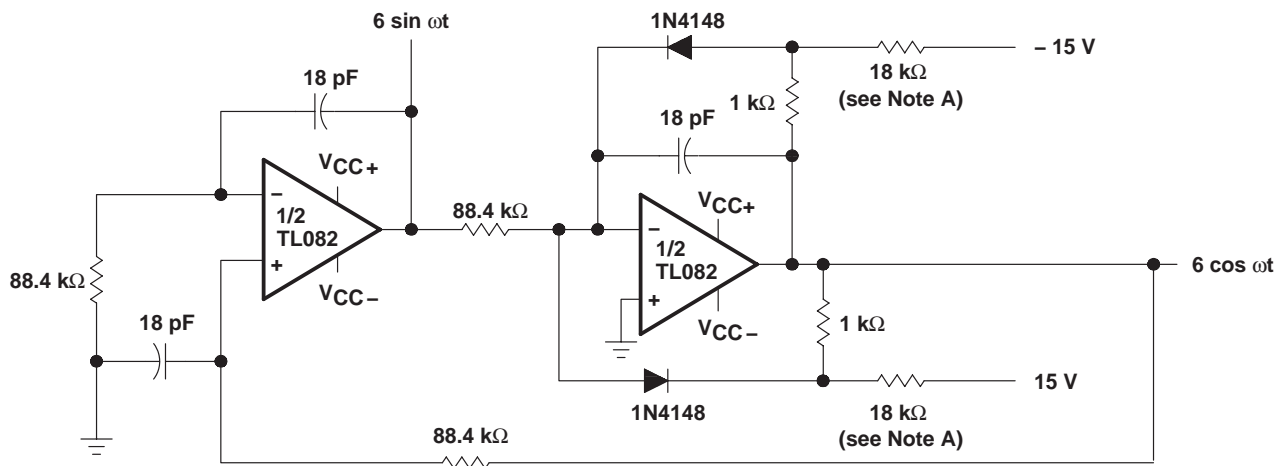 6 sin ωt
1N4148
– 15 V
18 kΩ
(see Note A)
18 pF
1 kΩ
18 pF
VCC+
–
1/2
TL082
+
VCC–
88.4 kΩ
VCC+
–
1/2
TL082
+
VCC–
6 cos ωt
88.4 kΩ
18 pF
1 kΩ
15 V
1N4148
18 kΩ
(see Note A)
88.4 kΩ